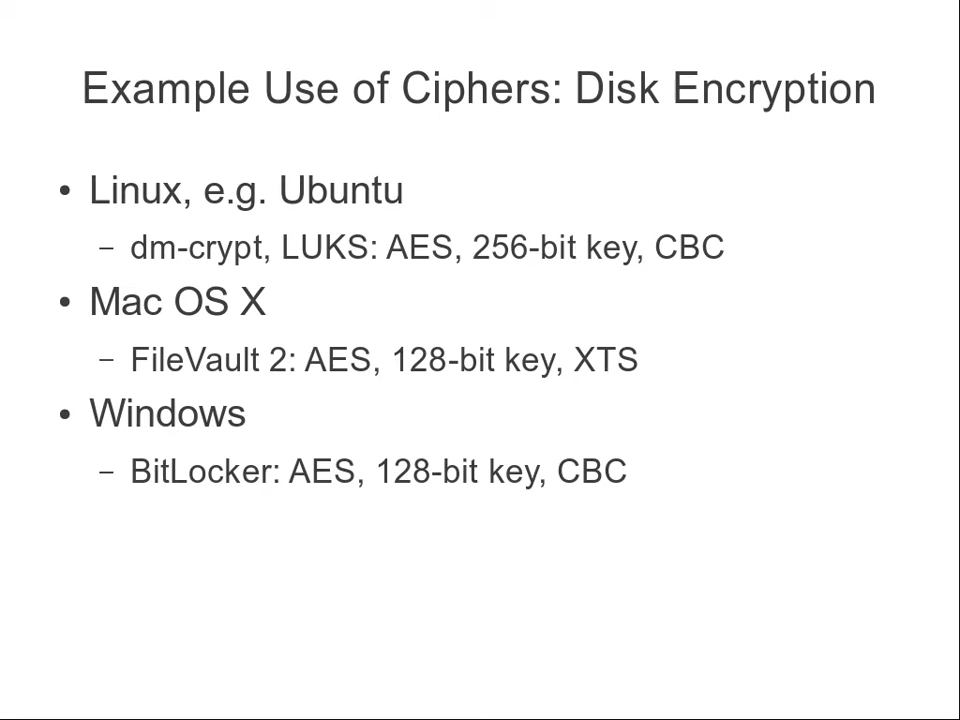 Example Use of Ciphers: Disk Encryption
• Linux, e.g. Ubuntu
– dm-crypt, LUKS: AES, 256-bit key, CBC
• Mac OS X
– FileVault 2: AES, 128-bit key, XTS
• Windows
– BitLocker: AES, 128-bit key, CBC